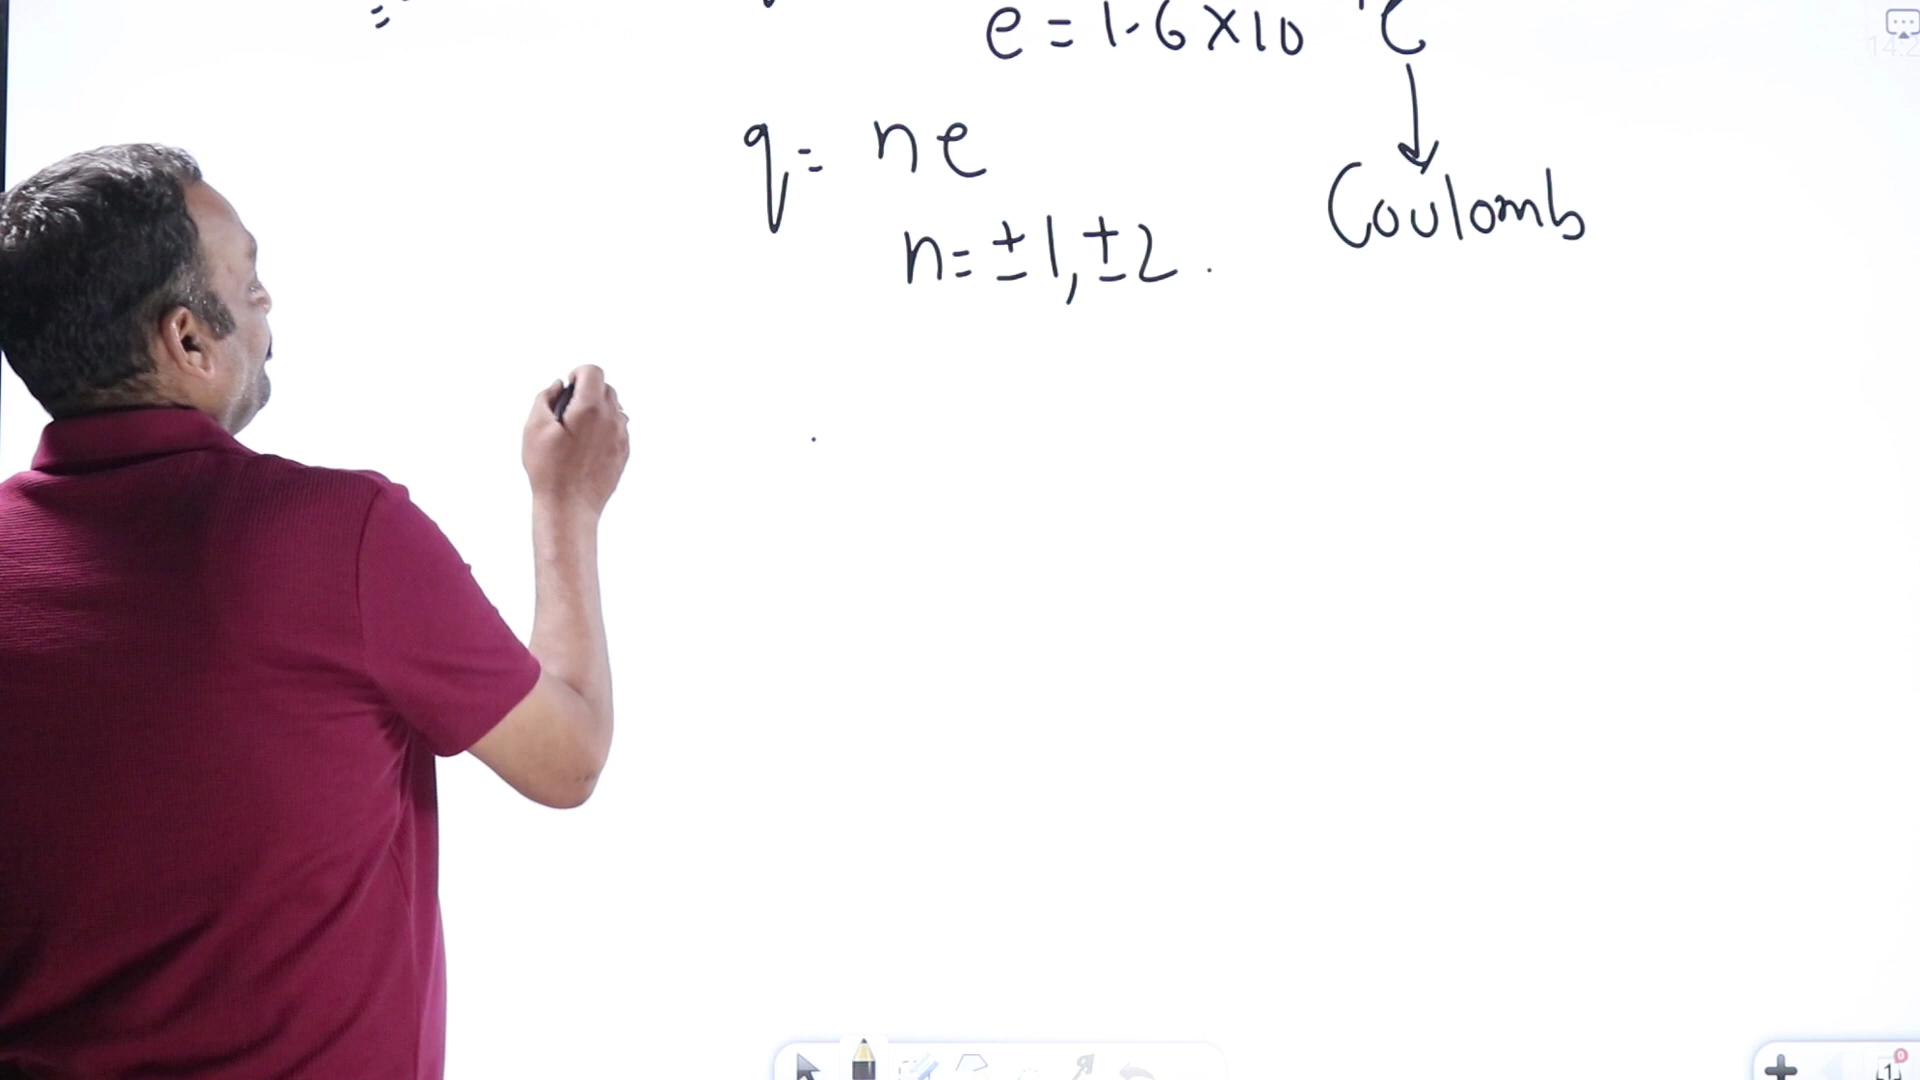 e = 1.6 × 10 C
q = ne
n = ±1, ±2 .
Coulomb